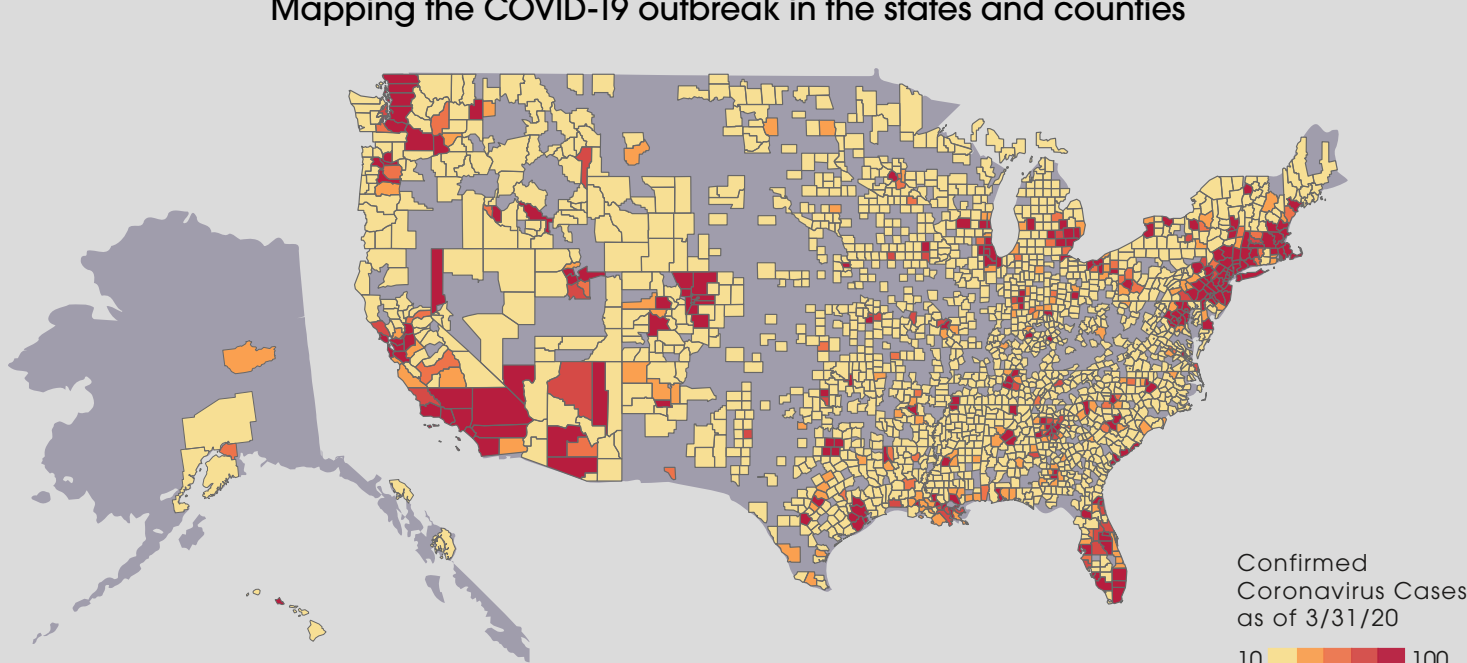 Mapping the COVID-19 outbreak in the states and counties
Confirmed
Coronavirus Cases
as of 3/31/20
10 100